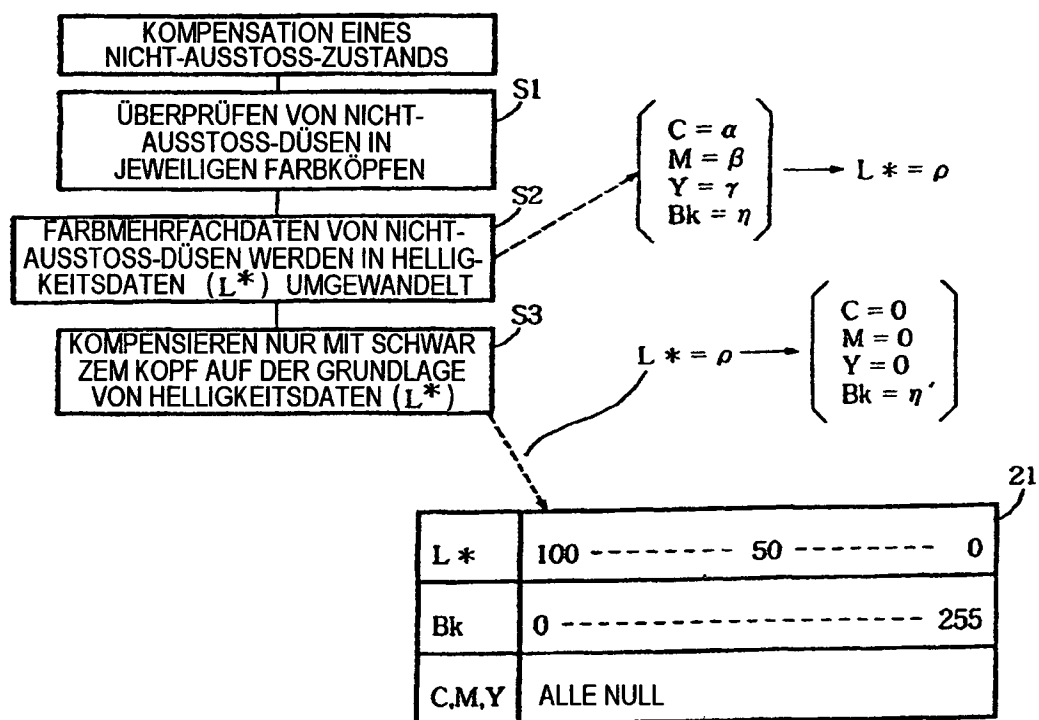 KOMPENSATION EINES
NICHT-AUSSTOSS-ZUSTANDS
S1
ÜBERPRÜFEN VON NICHT-
AUSSTOSS-DÜSEN IN
JEWEILIGEN FARBKÖPFEN
C = α
M = β
Y = γ
Bk = η
L * = ρ
S2
FARBMEHRFACHDATEN VON NICHT-
AUSSTOSS-DÜSEN WERDEN IN HELLIG-
KEITSDATEN (L*) UMGEWANDELT
S3
KOMPENSIEREN NUR MIT SCHWAR
ZEM KOPF AUF DER GRUNDLAGE
VON HELLIGKEITSDATEN (L*)
L * = ρ
C = 0
M = 0
Y = 0
Bk = η′
21
L * 100 -------- 50 -------- 0
Bk 0 -------------------- 255
C,M,Y ALLE NULL